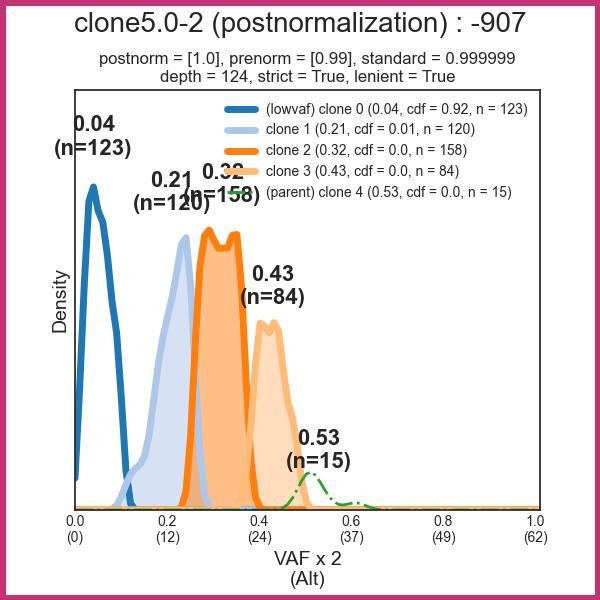 clone5.0-2 (postnormalization) : -907
postnorm = [1.0], prenorm = [0.99], standard = 0.999999
depth = 124, strict = True, lenient = True
(lowvaf) clone 0 (0.04, cdf = 0.92, n = 123)
clone 1 (0.21, cdf = 0.01, n = 120)
clone 2 (0.32, cdf = 0.0, n = 158)
clone 3 (0.43, cdf = 0.0, n = 84)
(parent) clone 4 (0.53, cdf = 0.0, n = 15)
0.04
(n=123)
0.21
(n=120)
0.32
(n=158)
0.43
(n=84)
0.53
(n=15)
Density
0.0 0.2 0.4 0.6 0.8 1.0
(0) (12) (24) (37) (49) (62)
VAF x 2
(Alt)